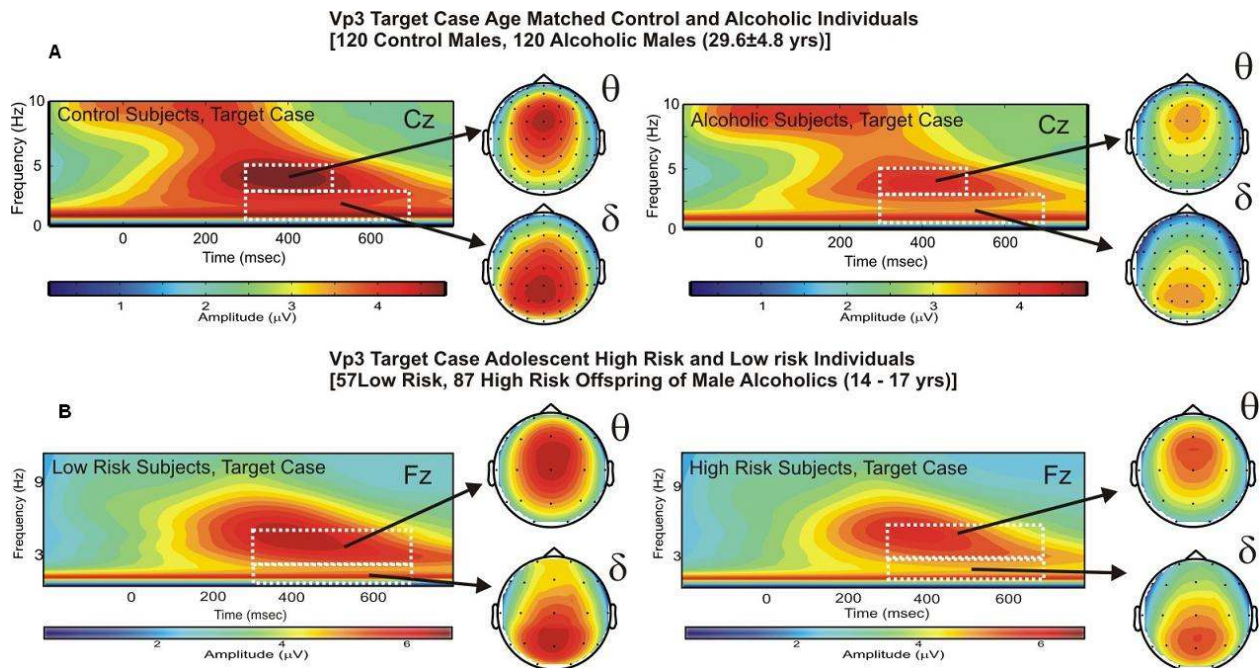 Vp3 Target Case Age Matched Control and Alcoholic Individuals
[120 Control Males, 120 Alcoholic Males (29.6±4.8 yrs)]
A
Control Subjects, Target Case
Cz
θ
δ
10
5
0
Frequency (Hz)
0 200 400 600
Time (msec)
1 2 3 4
Amplitude (μV)
Alcoholic Subjects, Target Case
Cz
θ
δ
10
5
0
Frequency (Hz)
0 200 400 600
Time (msec)
1 2 3 4
Amplitude (μV)
Vp3 Target Case Adolescent High Risk and Low risk Individuals
[57Low Risk, 87 High Risk Offspring of Male Alcoholics (14 - 17 yrs)]
B
Low Risk Subjects, Target Case
Fz
θ
δ
9
3
Frequency (Hz)
0 200 400 600
Time (msec)
2 4 6
Amplitude (μV)
High Risk Subjects, Target Case
Fz
θ
δ
9
3
Frequency (Hz)
0 200 400 600
Time (msec)
2 4 6
Amplitude (μV)